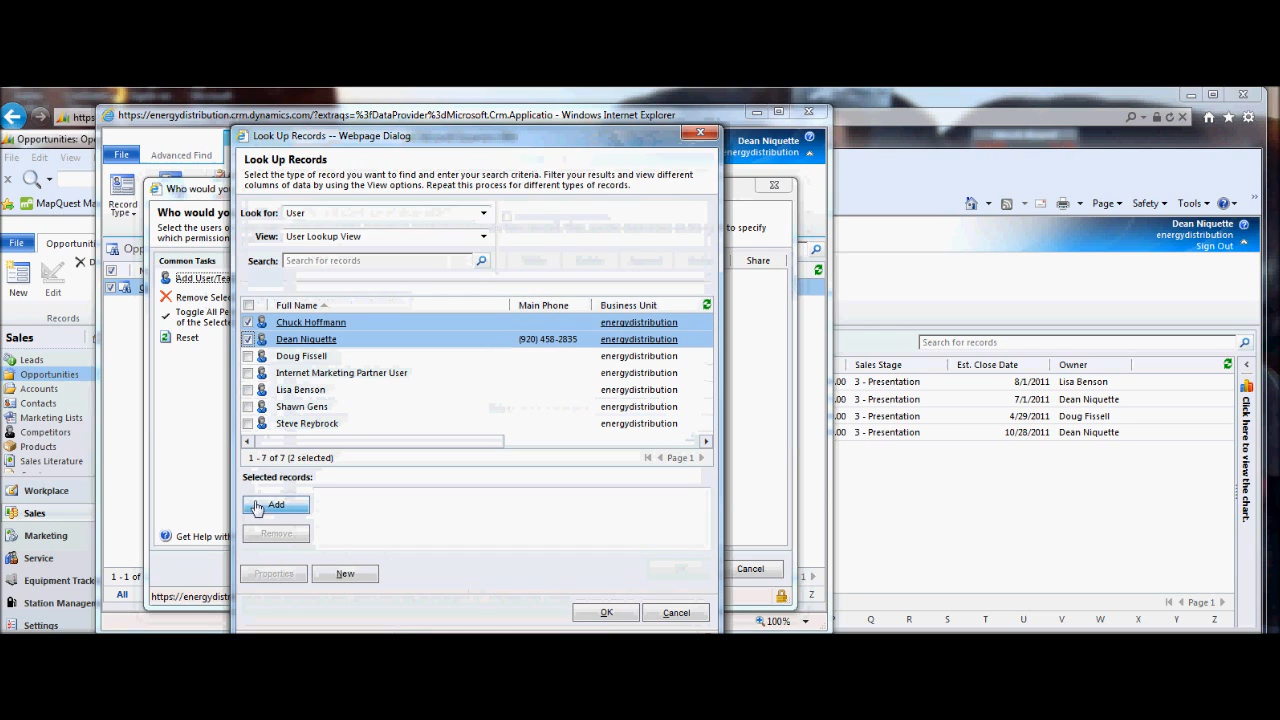 https://energydistribution.crm.dynamics.com/?extraqs=%3fDataProvider%3dMicrosoft.Crm.Applicatio - Windows Internet Explorer
https
Opportunities: Ope
File Edit View
MapQuest Ma
Page Safety Tools
File Advanced Find
Dean Niquette
energydistribution
Record
Type
Who would yo
Who would you
Select the users o
which permission
to specify
Common Tasks
Add User/Tea
Remove Selec
Toggle All Pe
of the Selecte
Reset
Get Help with
Share
Cancel
https://energydistr
1 - 1 of
All
Z
100%
Look Up Records -- Webpage Dialog
Look Up Records
Select the type of record you want to find and enter your search criteria. Filter your results and view different
columns of data by using the View options. Repeat this process for different types of records.
Look for: User
View: User Lookup View
Search: Search for records
Full Name Main Phone Business Unit
Chuck Hoffmann energydistribution
Dean Niquette (920) 458-2835 energydistribution
Doug Fissell energydistribution
Internet Marketing Partner User energydistribution
Lisa Benson energydistribution
Shawn Gens energydistribution
Steve Reybrock energydistribution
1 - 7 of 7 (2 selected) Page 1
Selected records:
Add
Remove
Properties New
OK Cancel
File Opportuniti
New Edit
Records
Sales
Leads
Opportunities
Accounts
Contacts
Marketing Lists
Competitors
Products
Sales Literature
Workplace
Sales
Marketing
Service
Equipment Track
Station Managem
Settings
Dean Niquette
energydistribution
Sign Out
Search for records
Sales Stage Est. Close Date Owner
.00 3 - Presentation 8/1/2011 Lisa Benson
.00 3 - Presentation 7/1/2011 Dean Niquette
.00 3 - Presentation 4/29/2011 Doug Fissell
.00 3 - Presentation 10/28/2011 Dean Niquette
Click here to view the chart.
Page 1
Q R S T U V W X Y Z